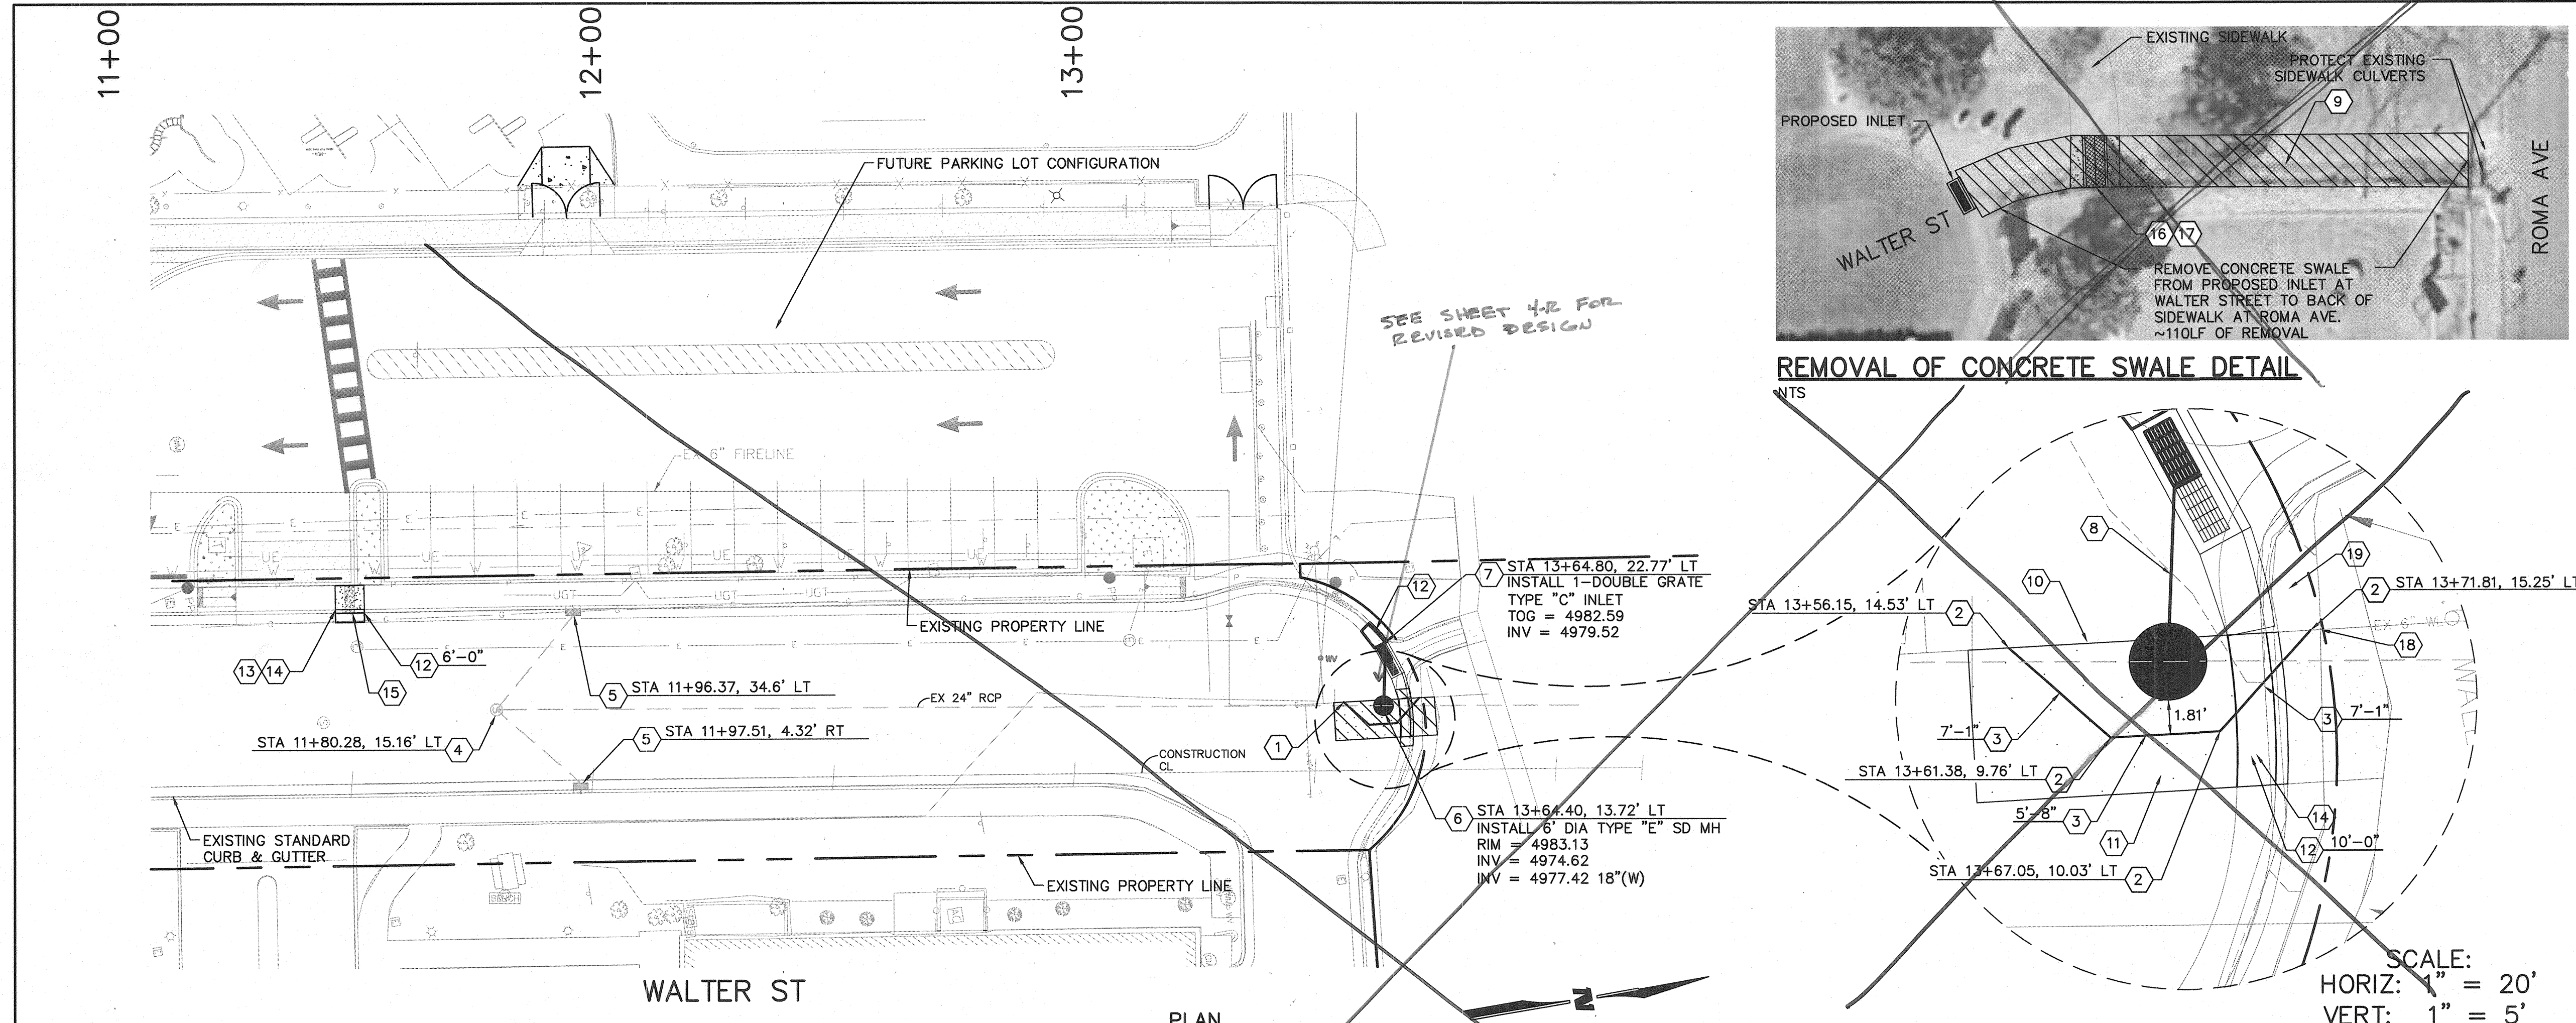 11+00
12+00
13+00
FUTURE PARKING LOT CONFIGURATION
EX 6" FIRELINE
EXISTING PROPERTY LINE
UE
UE
UE
UE
UGT
UGT
UGT
13
14
12
6'-0"
15
5
STA 11+96.37, 34.6' LT
5
STA 11+97.51, 4.32' RT
STA 11+80.28, 15.16' LT
4
EX 24" RCP
CONSTRUCTION
CL
1
EXISTING STANDARD
CURB & GUTTER
EXISTING PROPERTY LINE
BENCH
WALTER ST
PLAN
SEE SHEET 4-R FOR
REVISED DESIGN
12
7
STA 13+64.80, 22.77' LT
INSTALL 1-DOUBLE GRATE
TYPE "C" INLET
TOG = 4982.59
INV = 4979.52
WV
6
STA 13+64.40, 13.72' LT
INSTALL 6' DIA TYPE "E" SD MH
RIM = 4983.13
INV = 4974.62
INV = 4977.42 18"(W)
N
EXISTING SIDEWALK
PROTECT EXISTING
SIDEWALK CULVERTS
9
PROPOSED INLET
WALTER ST
16
17
ROMA AVE
REMOVE CONCRETE SWALE
FROM PROPOSED INLET AT
WALTER STREET TO BACK OF
SIDEWALK AT ROMA AVE.
~110LF OF REMOVAL
REMOVAL OF CONCRETE SWALE DETAIL
NTS
8
19
10
2
STA 13+71.81, 15.25' LT
STA 13+56.15, 14.53' LT
2
EX 6" WL
18
WAL
1.81'
7'-1"
3
3
7'-1"
STA 13+61.38, 9.76' LT
2
5'-8"
3
14
11
12
10'-0"
STA 13+67.05, 10.03' LT
2
SCALE:
HORIZ: 1" = 20'
VERT: 1" = 5'